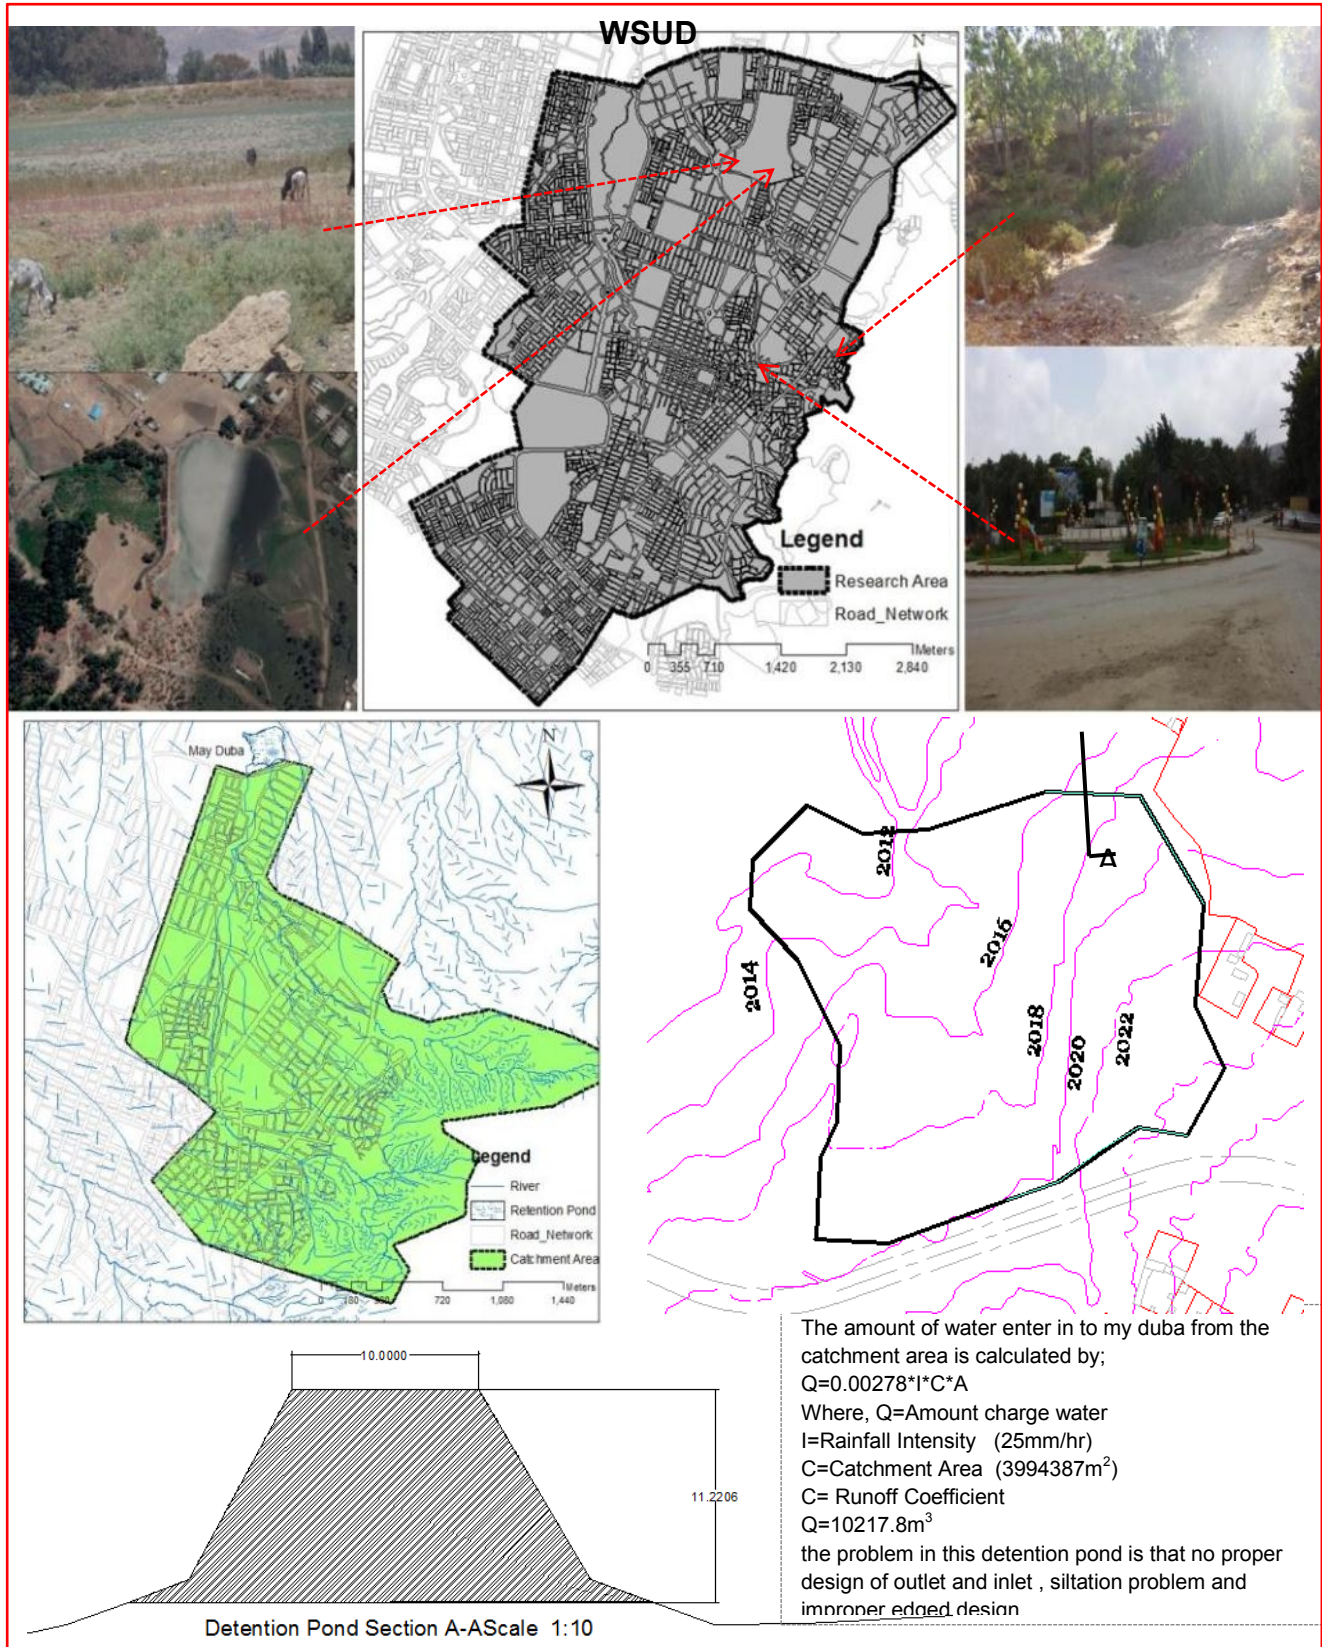 WSUD
N
Legend
Research Area
Road_Network
Meters
0 355 710 1,420 2,130 2,840
May Duba
N
Legend
River
Retention Pond
Road_Network
Catchment Area
Meters
0 180 360 720 1,080 1,440
2012
2016
2014
2018
2020
2022
A
10.0000
11.2206
Detention Pond Section A-AScale 1:10
The amount of water enter in to my duba from the
catchment area is calculated by;
Q=0.00278*I*C*A
Where, Q=Amount charge water
I=Rainfall Intensity (25mm/hr)
C=Catchment Area (3994387m²)
C= Runoff Coefficient
Q=10217.8m³
the problem in this detention pond is that no proper
design of outlet and inlet , siltation problem and
improper edged design